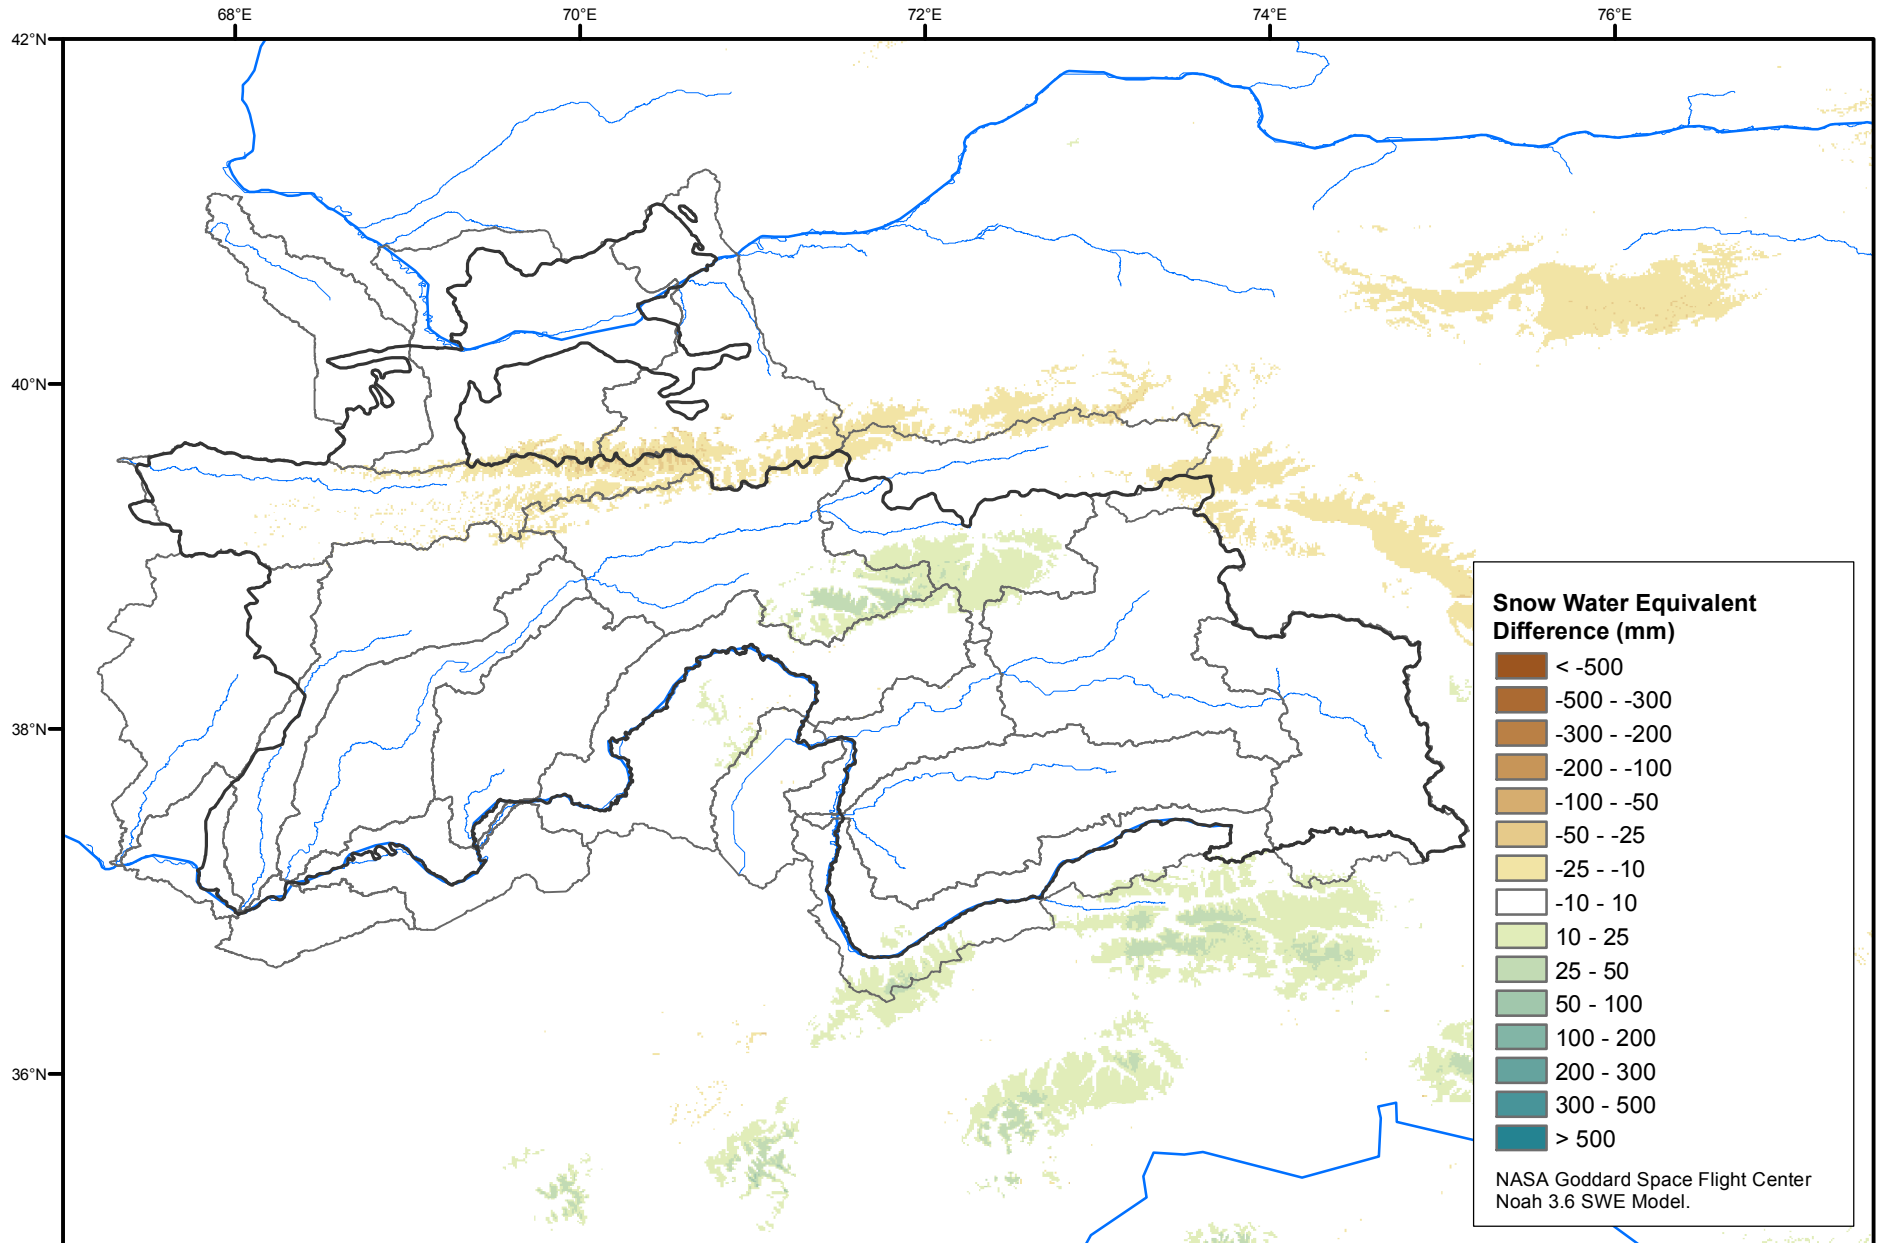 68°E 70°E 72°E 74°E 76°E
42°N
40°N
38°N
36°N
Snow Water Equivalent
Difference (mm)
< -500
-500 - -300
-300 - -200
-200 - -100
-100 - -50
-50 - -25
-25 - -10
-10 - 10
10 - 25
25 - 50
50 - 100
100 - 200
200 - 300
300 - 500
> 500
NASA Goddard Space Flight Center
Noah 3.6 SWE Model.